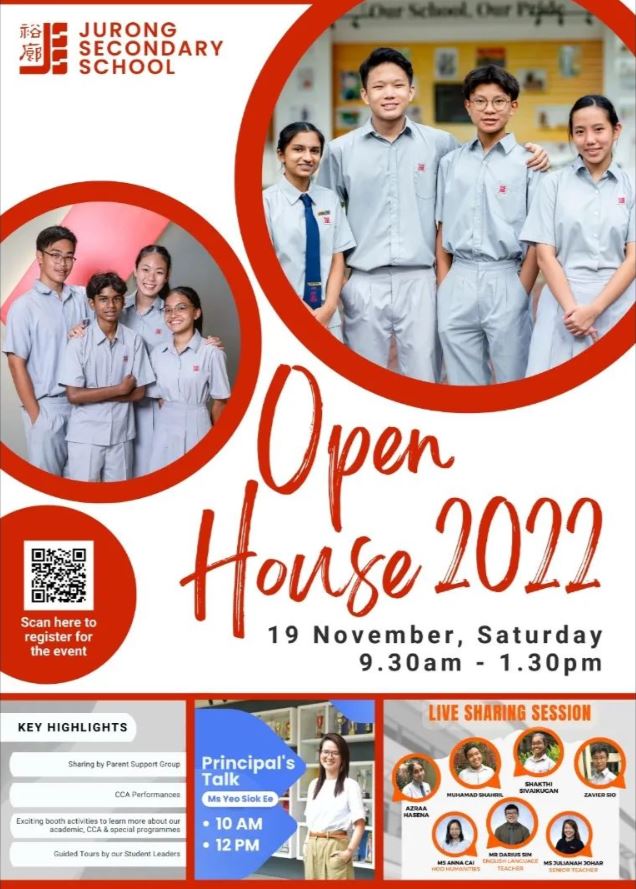 裕廊
JURONG
SECONDARY
SCHOOL
Our School, Our Pride
Open
House 2022
19 November, Saturday
9.30am - 1.30pm
Scan here to
register for
the event
KEY HIGHLIGHTS
Sharing by Parent Support Group
CCA Performances
Exciting booth activities to learn more about our
academic, CCA & special programmes
Guided Tours by our Student Leaders
Principal's
Talk
Ms Yeo Siok Ee
• 10 AM
• 12 PM
LIVE SHARING SESSION
AZRAA
HASENA
MUHAMAD SHAHRIL
SHAKTHI
SIVAIKUGAN
ZAVIER SIO
MS ANNA CAI
HOD HUMANITIES
MR DARIUS SIM
ENGLISH LANGUAGE
TEACHER
MS JULIANAH JOHAR
SENIOR TEACHER